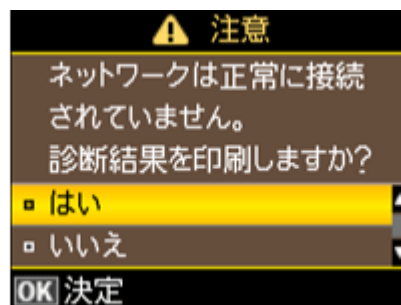 注意
ネットワークは正常に接続
されていません。
診断結果を印刷しますか?
はい
いいえ
OK 決定